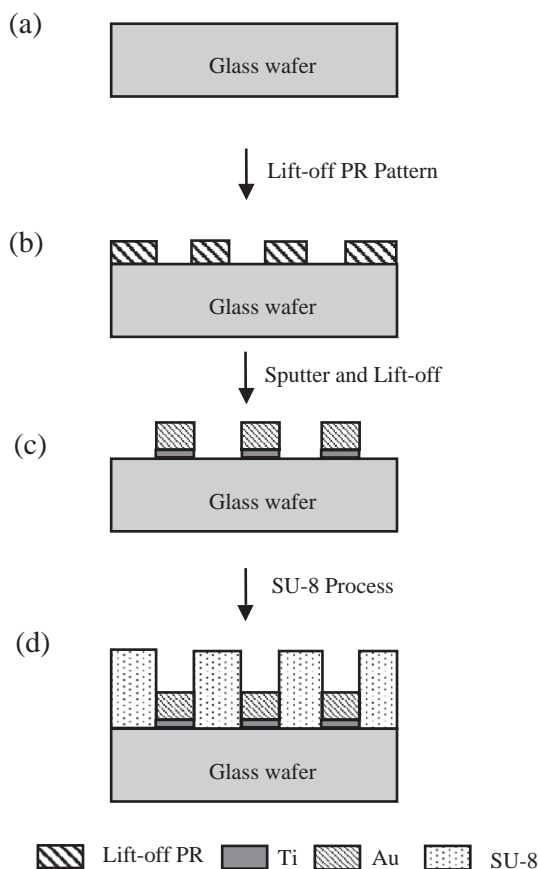 (a)
Glass wafer
Lift-off PR Pattern
(b)
Glass wafer
Sputter and Lift-off
(c)
Glass wafer
SU-8 Process
(d)
Glass wafer
Lift-off PR Ti Au SU-8